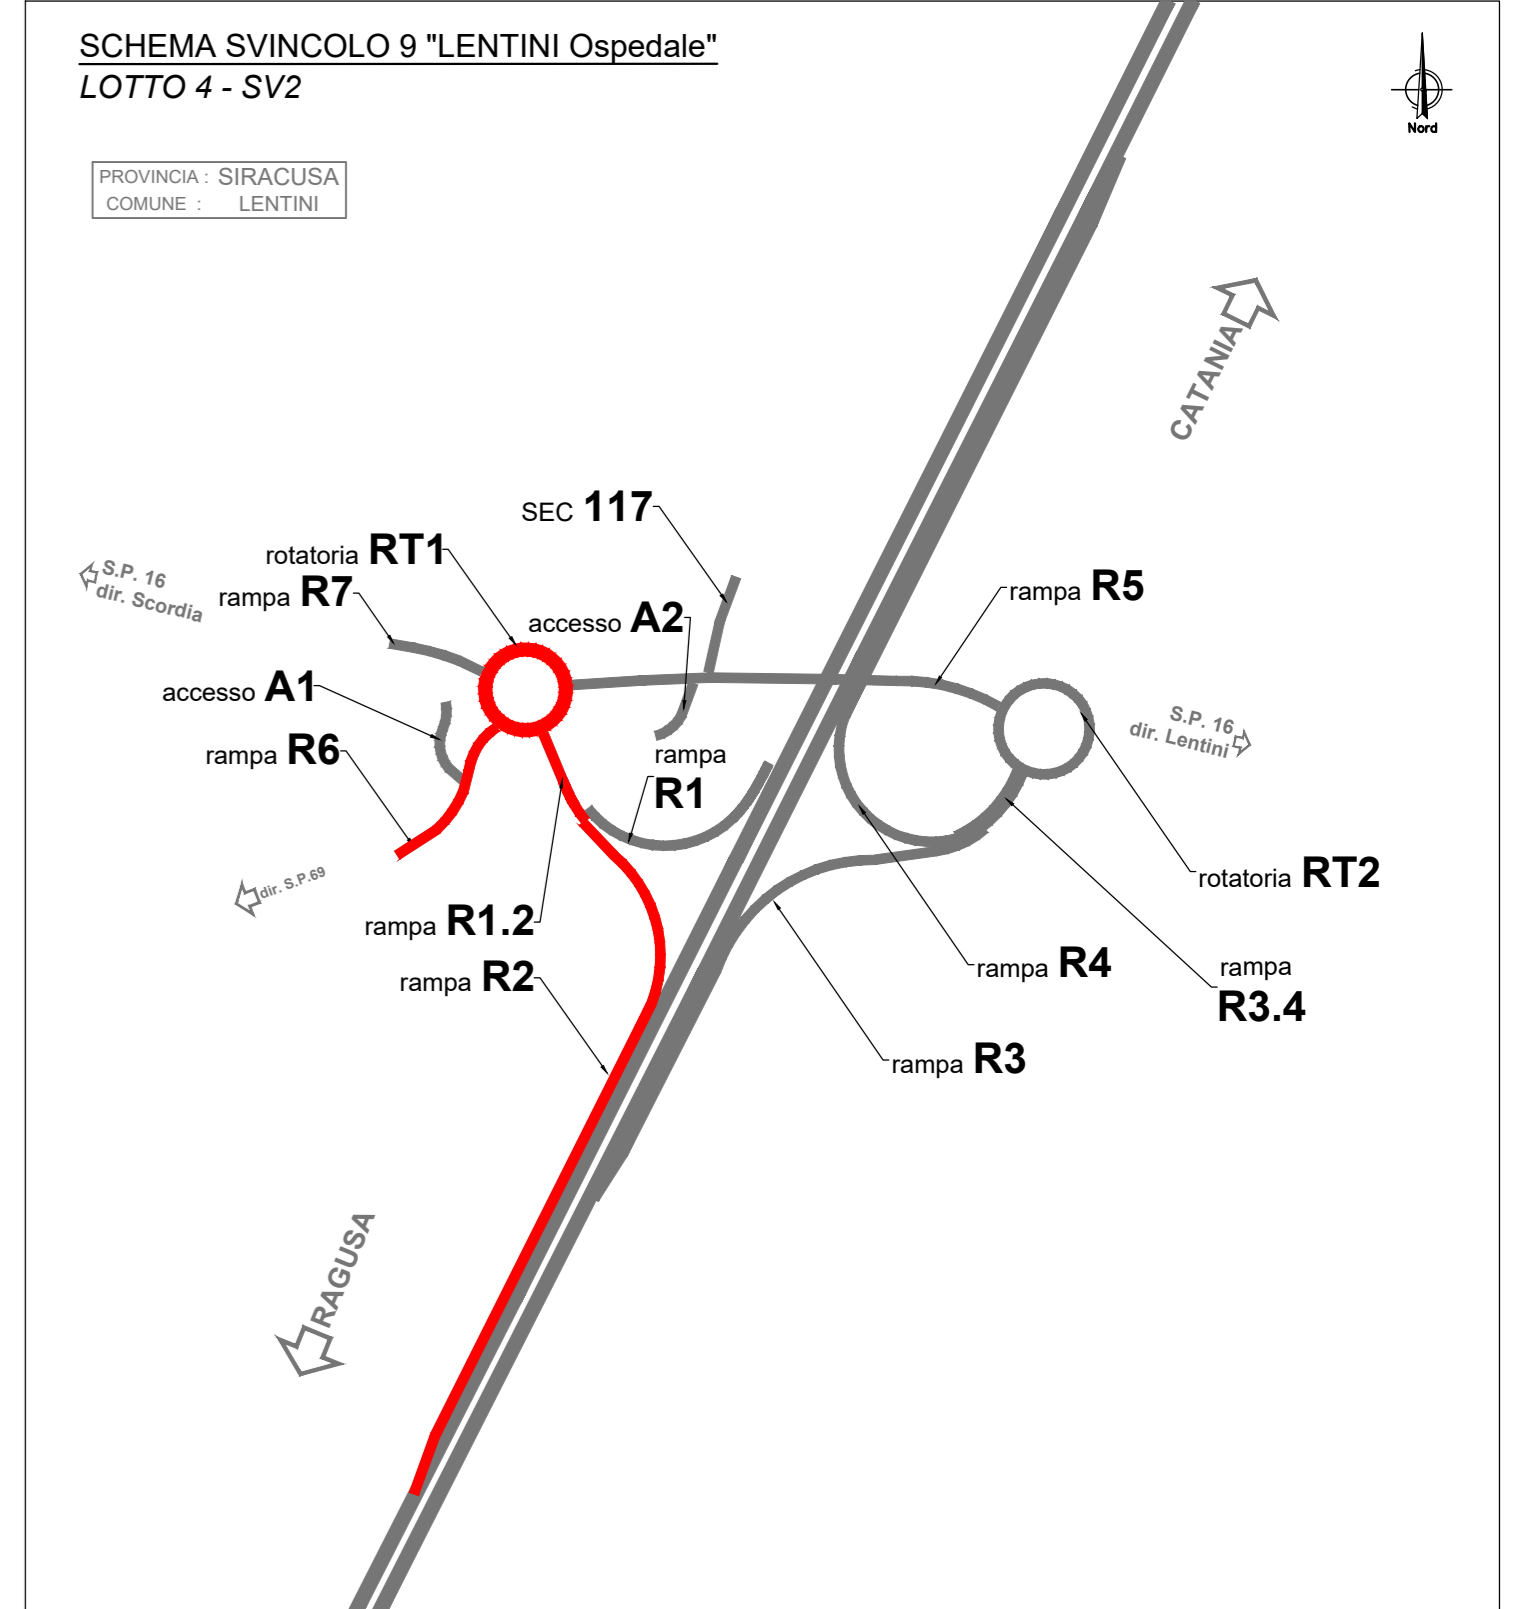 SCHEMA SVINCOLO 9 "LENTINI Ospedale"
LOTTO 4 - SV2
Nord
PROVINCIA : SIRACUSA
COMUNE : LENTINI
CATANIA
SEC 117
rotatoria RT1
S.P. 16
dir. Scordia
rampa R7
accesso A2
rampa R5
accesso A1
S.P. 16
dir. Lentini
rampa R6
rampa
R1
dir. S.P.69
rotatoria RT2
rampa R1.2
rampa R2
rampa R4
rampa
R3.4
rampa R3
RAGUSA